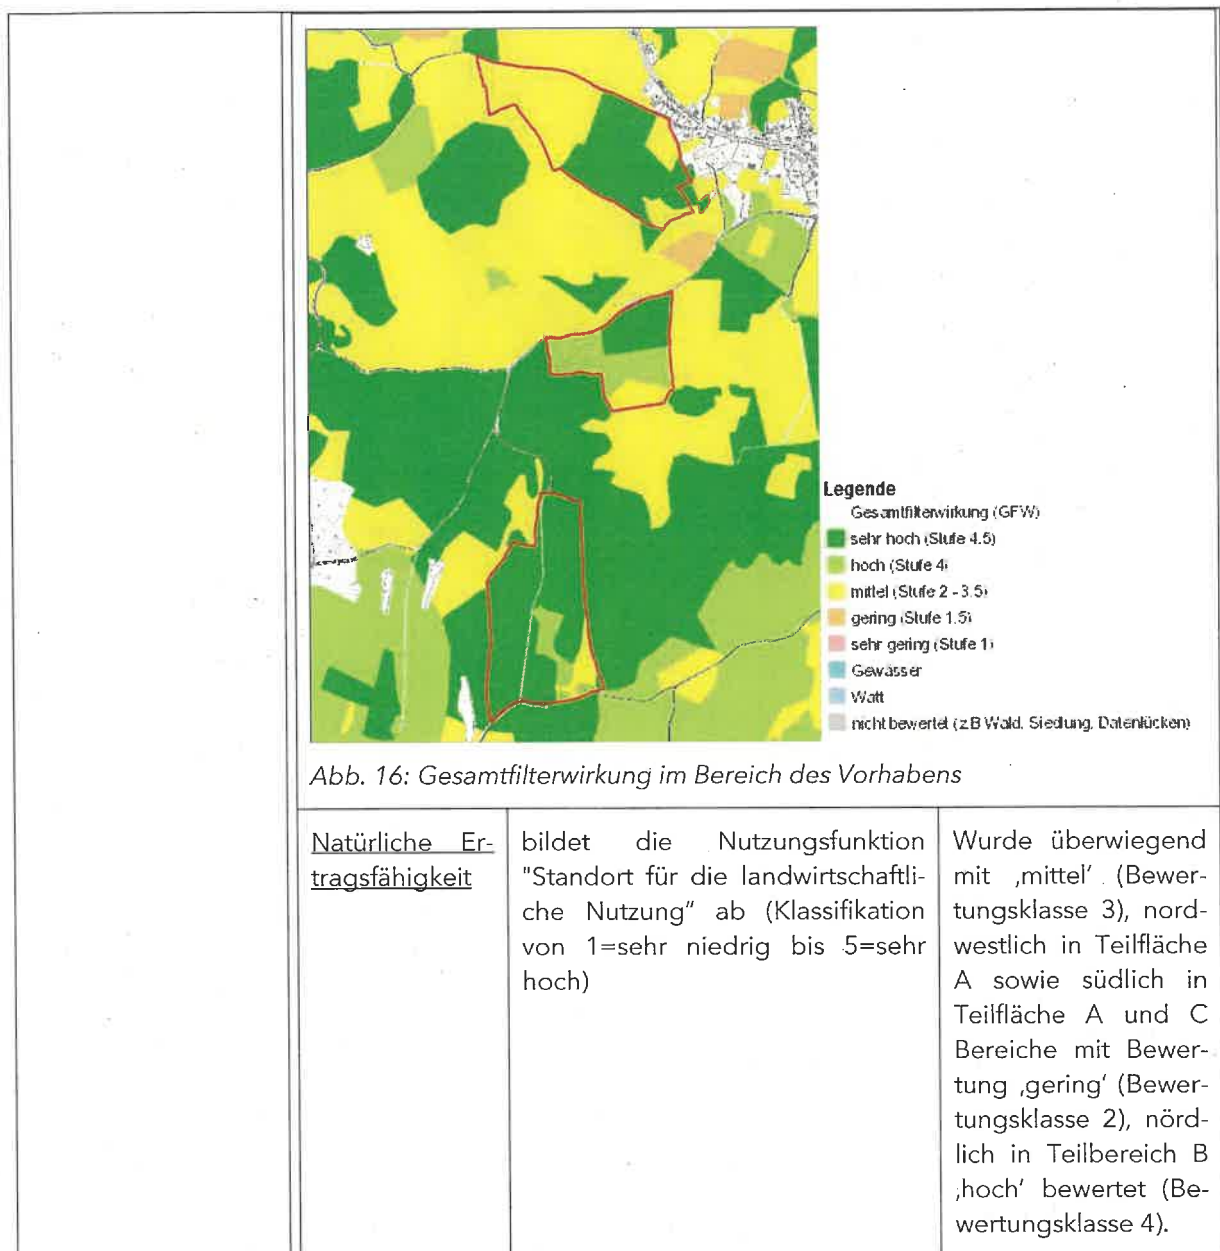 Legende
Gesamtfilterwirkung (GFW)
sehr hoch (Stufe 4.5)
hoch (Stufe 4)
mittel (Stufe 2 - 3.5)
gering (Stufe 1.5)
sehr gering (Stufe 1)
Gewässer
Watt
nicht bewertet (z.B Wald, Siedlung, Datenlücken)
Abb. 16: Gesamtfilterwirkung im Bereich des Vorhabens
Natürliche Er-
tragsfähigkeit
bildet die Nutzungsfunktion
"Standort für die landwirtschaftli-
che Nutzung" ab (Klassifikation
von 1=sehr niedrig bis 5=sehr
hoch)
Wurde überwiegend
mit ‚mittel' (Bewer-
tungsklasse 3), nord-
westlich in Teilfläche
A sowie südlich in
Teilfläche A und C
Bereiche mit Bewer-
tung ‚gering' (Bewer-
tungsklasse 2), nörd-
lich in Teilbereich B
‚hoch' bewertet (Be-
wertungsklasse 4).